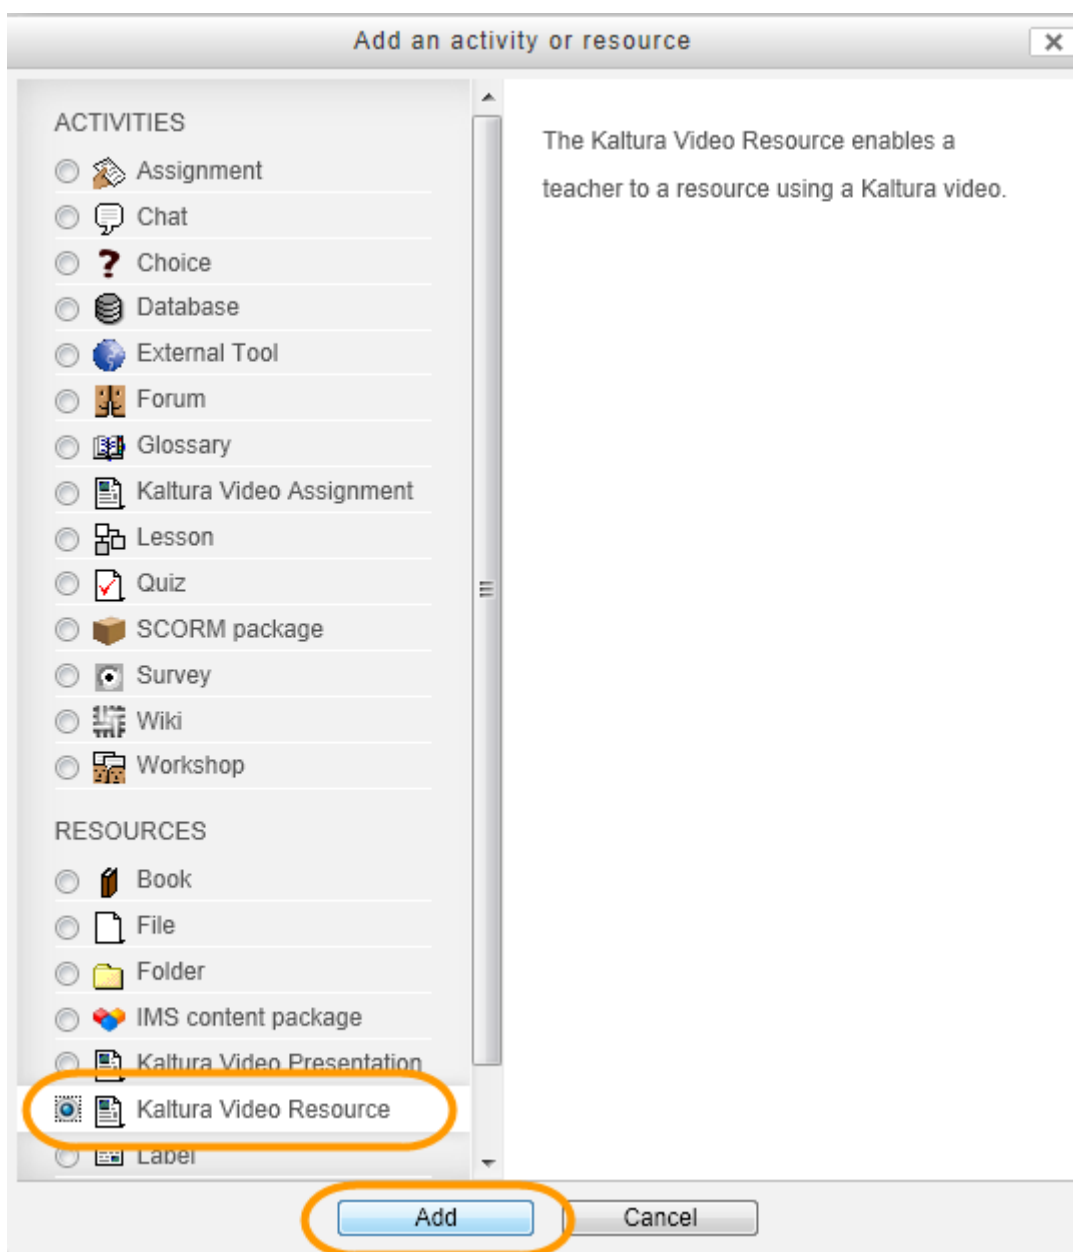 Add an activity or resource
ACTIVITIES
Assignment
Chat
Choice
Database
External Tool
Forum
Glossary
Kaltura Video Assignment
Lesson
Quiz
SCORM package
Survey
Wiki
Workshop
RESOURCES
Book
File
Folder
IMS content package
Kaltura Video Presentation
Kaltura Video Resource
Label
The Kaltura Video Resource enables a
teacher to a resource using a Kaltura video.
Add
Cancel